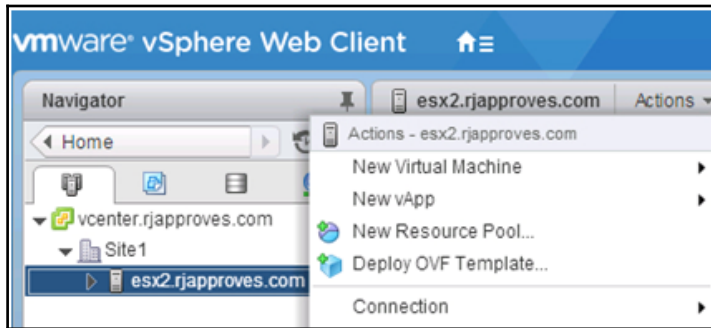 vmware® vSphere Web Client
Navigator
esx2.rjapproves.com Actions
Home
Actions - esx2.rjapproves.com
New Virtual Machine
New vApp
vcenter.rjapproves.com
New Resource Pool...
Site1
Deploy OVF Template...
esx2.rjapproves.com
Connection